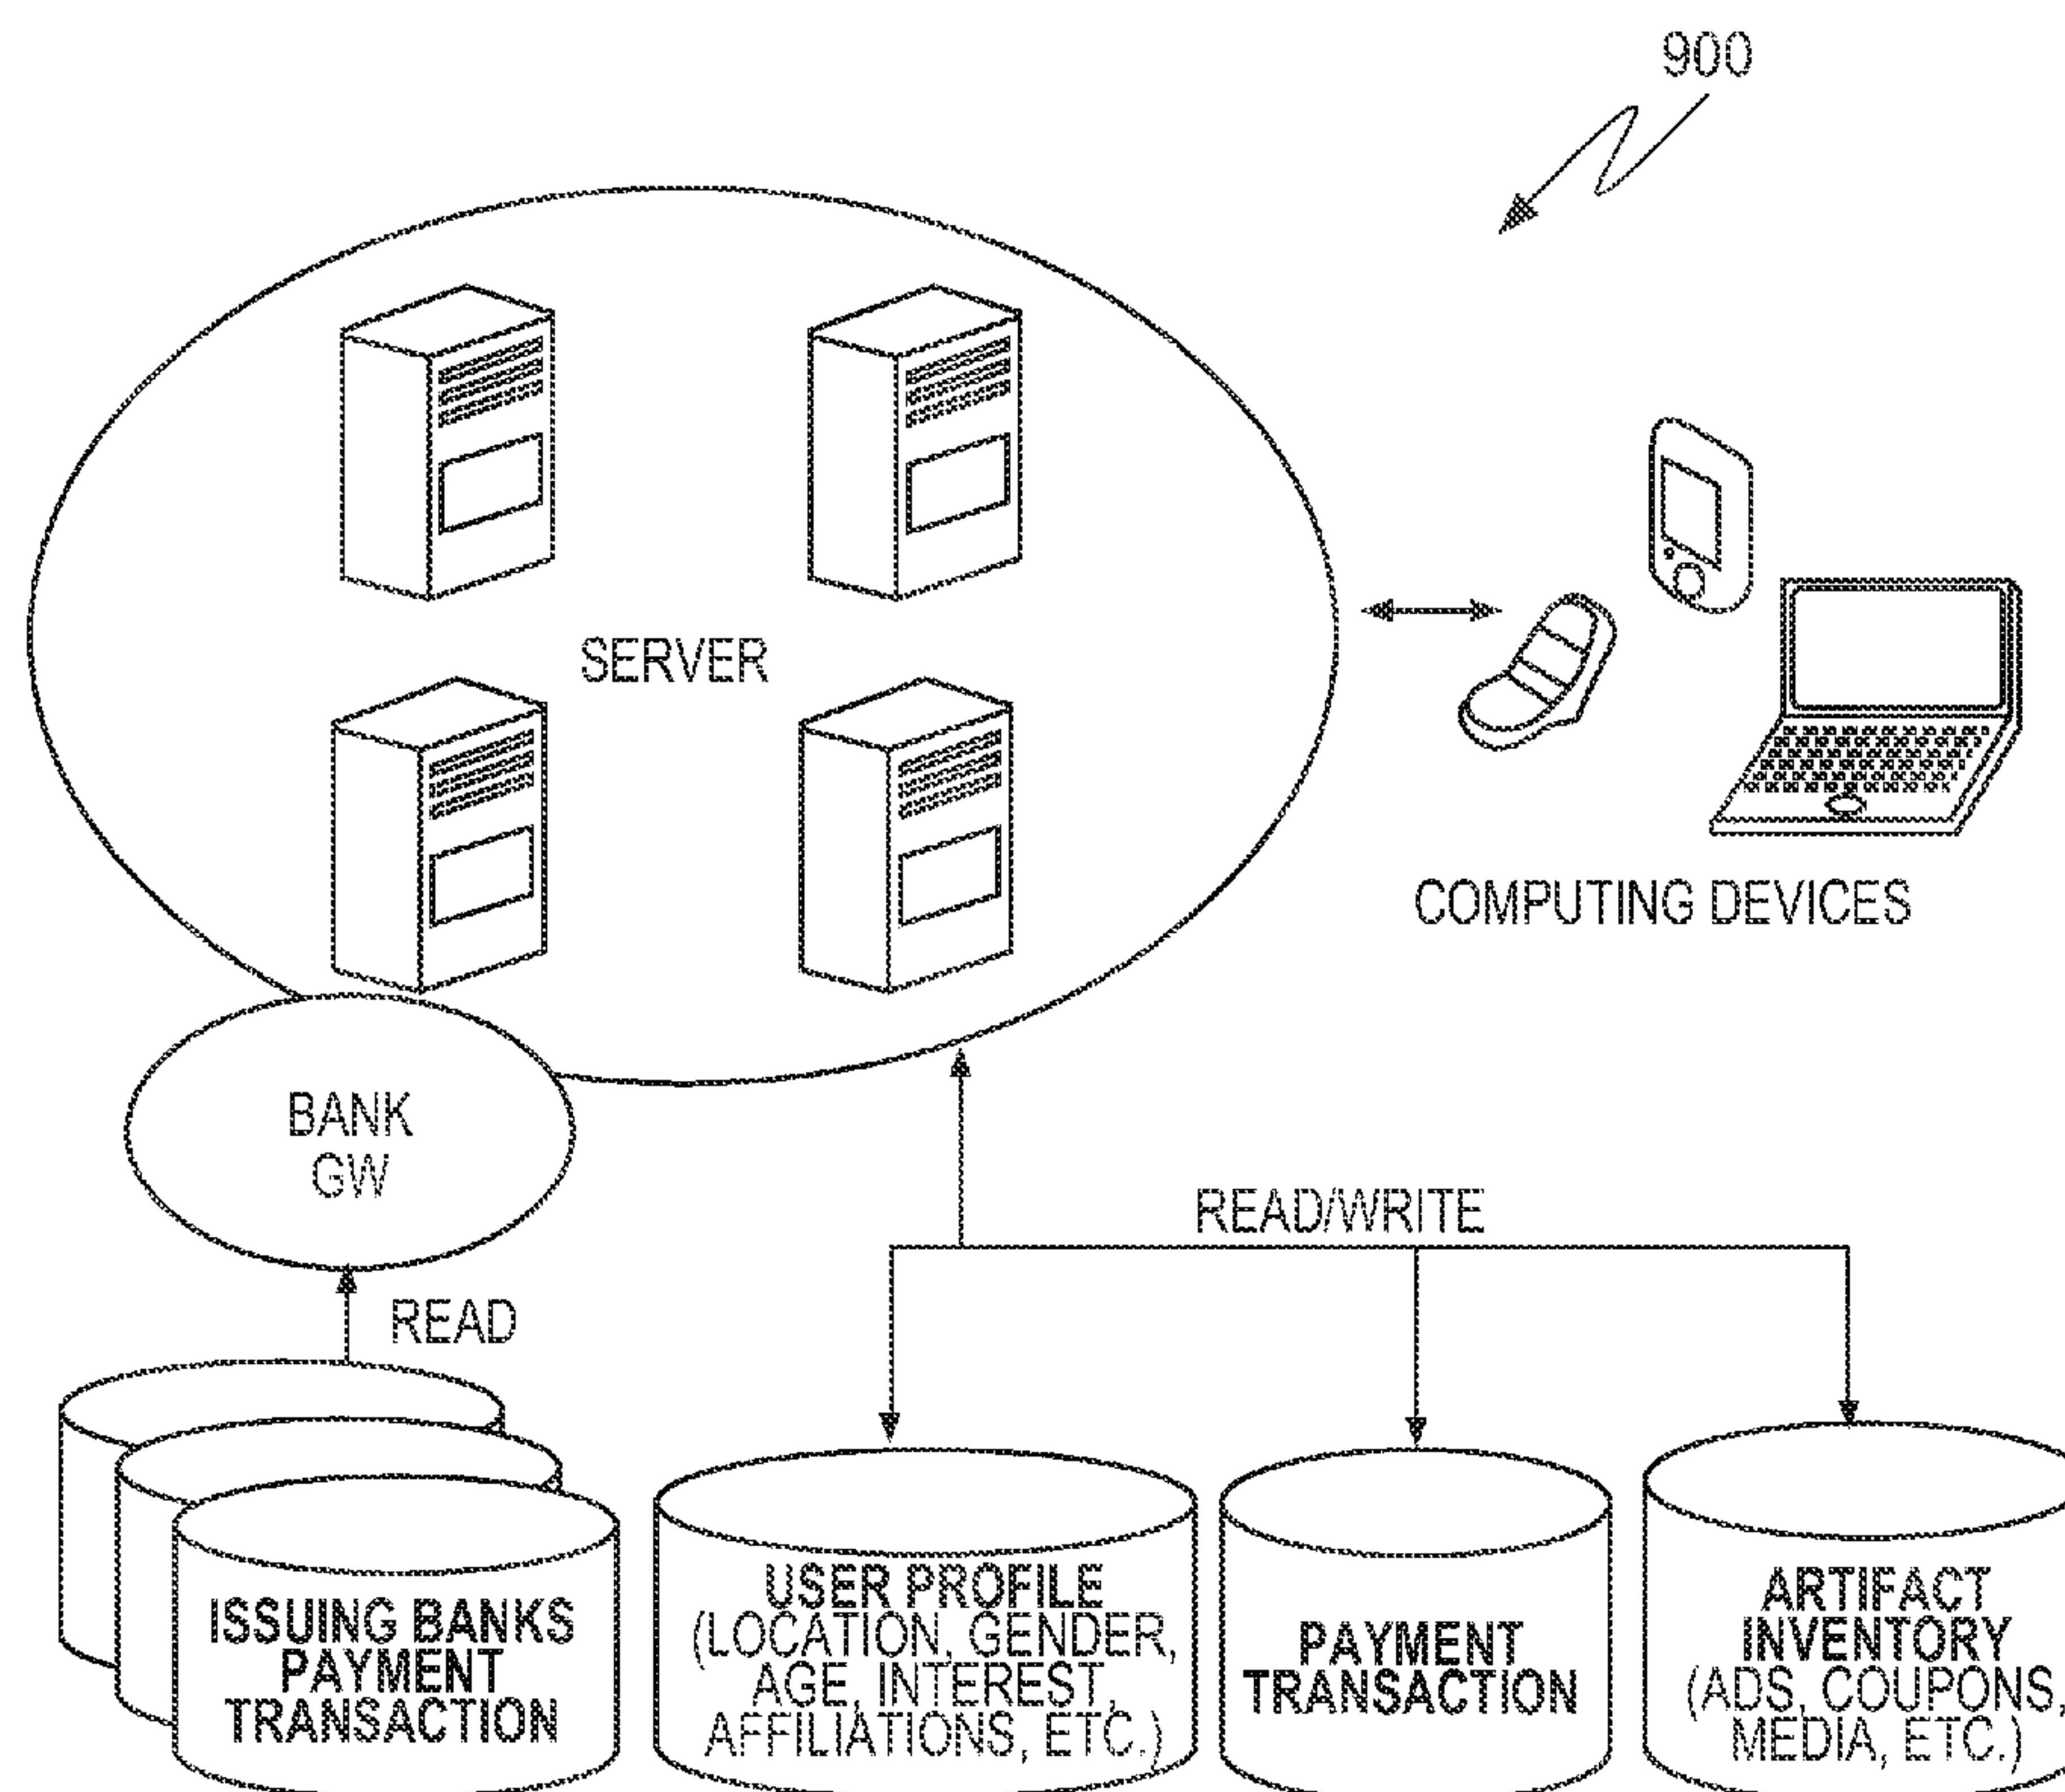 900
SERVER
COMPUTING DEVICES
BANK
GW
READ/WRITE
READ
ISSUING BANKS
PAYMENT
TRANSACTION
USER PROFILE
(LOCATION, GENDER,
AGE, INTEREST,
AFFILIATIONS, ETC.)
PAYMENT
TRANSACTION
ARTIFACT
INVENTORY
(ADS, COUPONS,
MEDIA, ETC.)